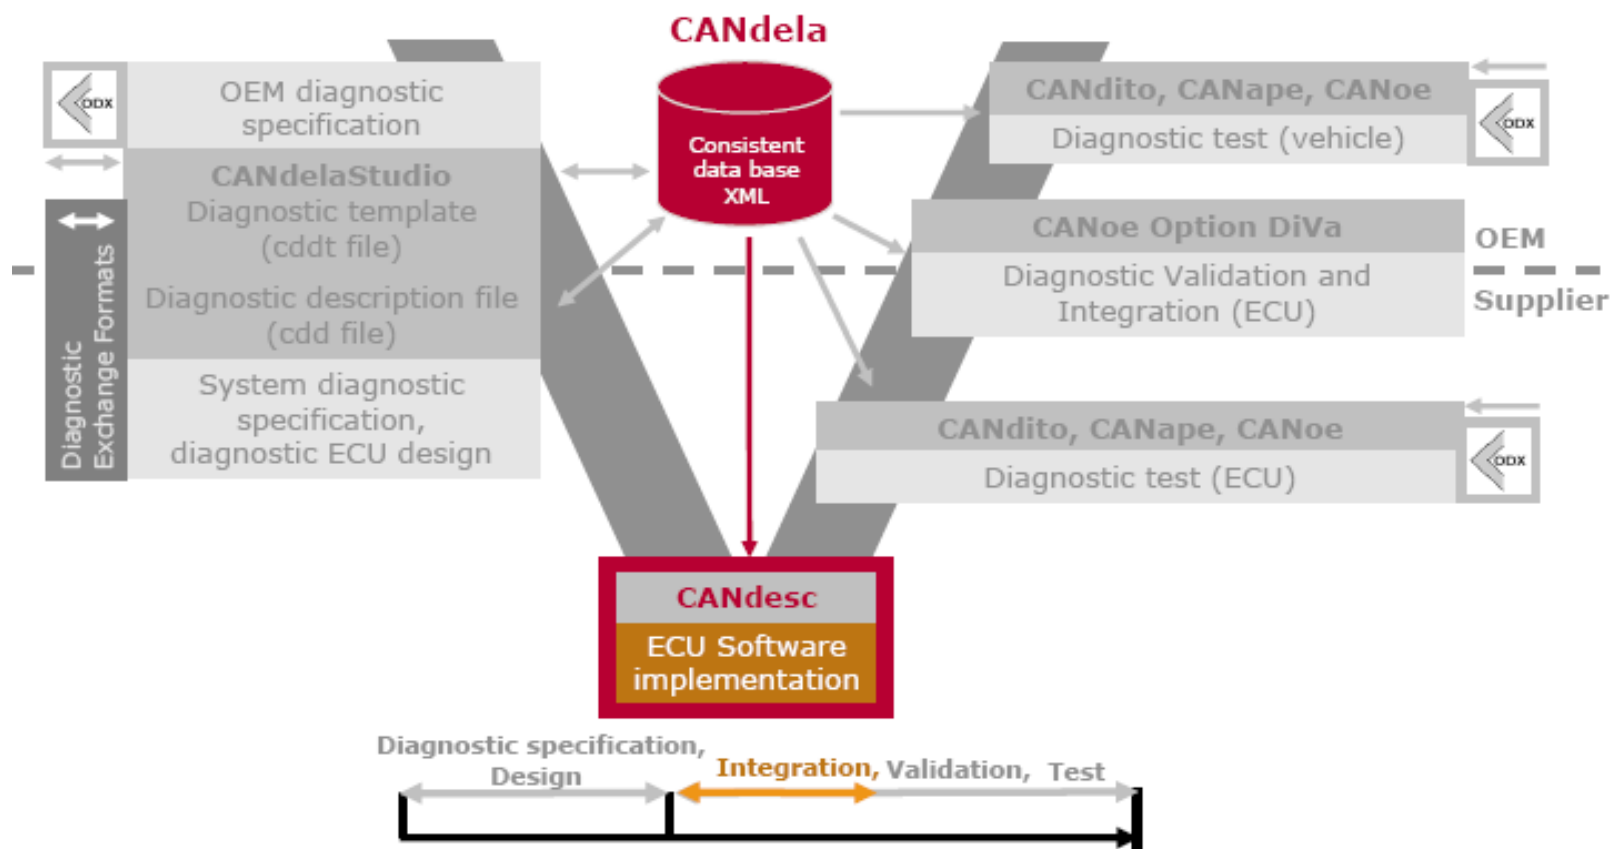 CANdela
ODX
OEM diagnostic
specification
CANdelaStudio
Diagnostic template
(cddt file)
Diagnostic description file
(cdd file)
System diagnostic
specification,
diagnostic ECU design
Diagnostic
Exchange Formats
Consistent
data base
XML
CANdito, CANape, CANoe
Diagnostic test (vehicle)
ODX
CANoe Option DiVa
Diagnostic Validation and
Integration (ECU)
OEM
Supplier
CANdito, CANape, CANoe
Diagnostic test (ECU)
ODX
CANdesc
ECU Software
implementation
Diagnostic specification,
Design
Integration, Validation, Test